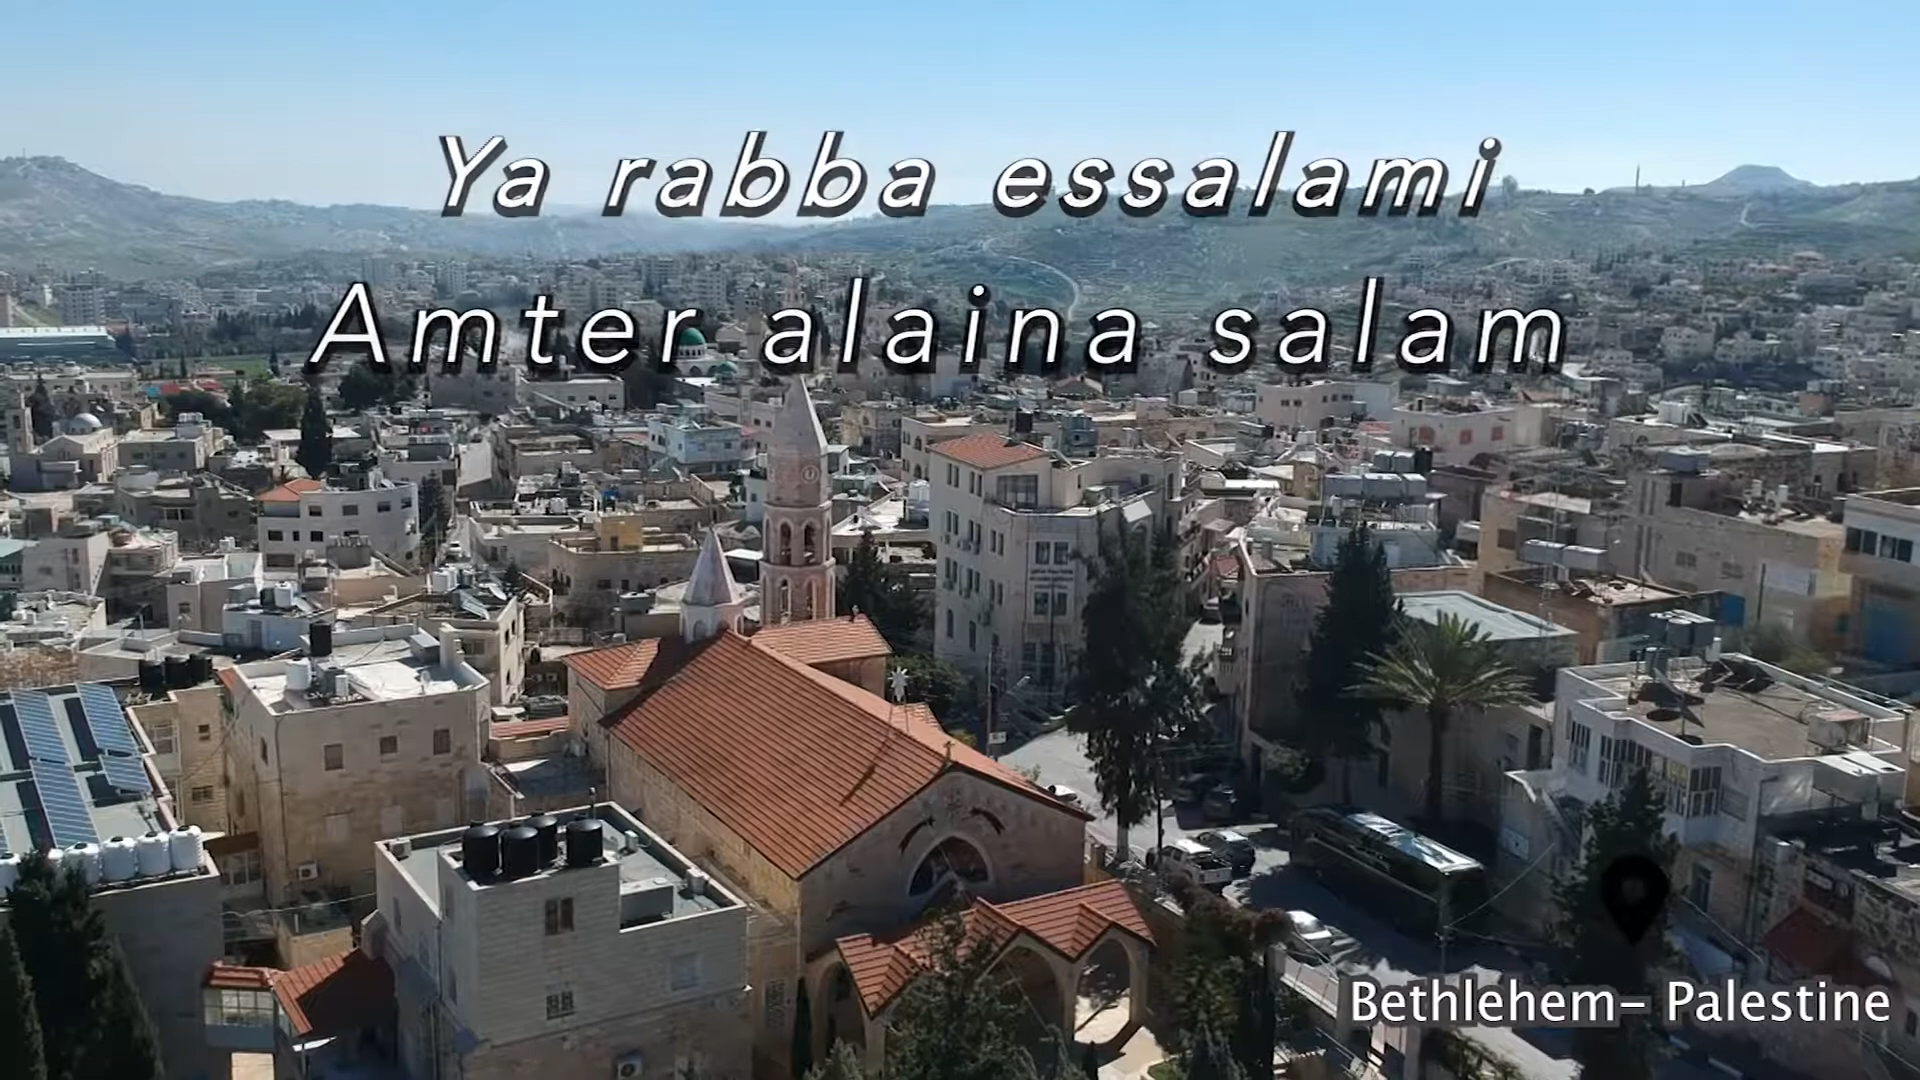 Ya rabba essalami
Amter alaina salam
Bethlehem– Palestine